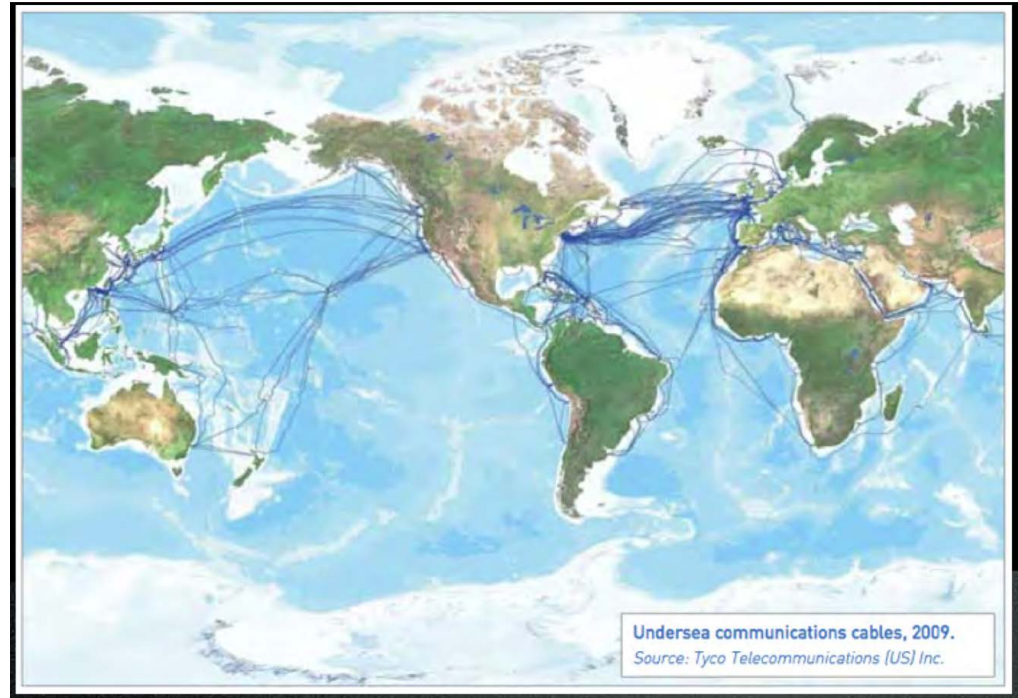 Undersea communications cables, 2009.
Source: Tyco Telecommunications (US) Inc.